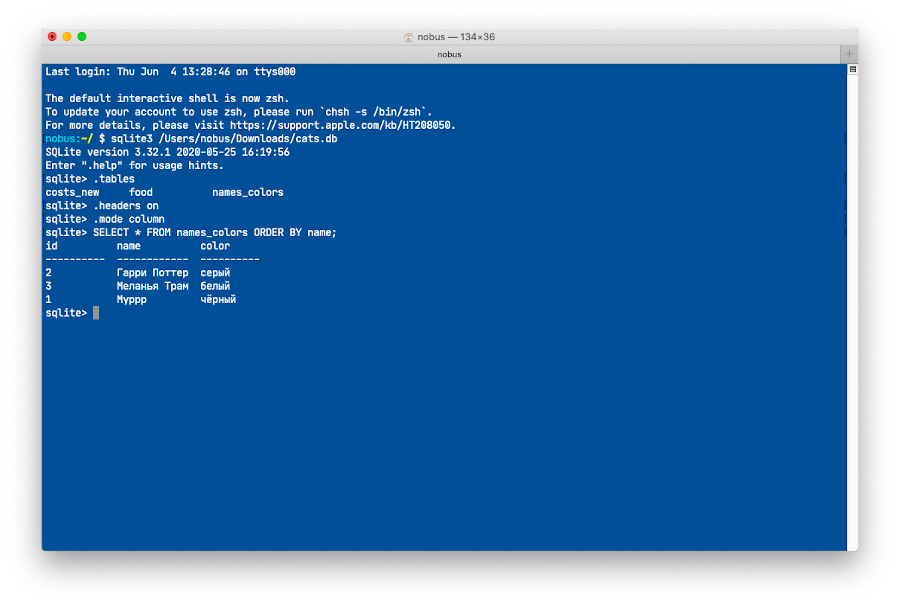 nobus — 134×36
nobus
Last login: Thu Jun  4 13:28:46 on ttys000
The default interactive shell is now zsh.
To update your account to use zsh, please run `chsh -s /bin/zsh`.
For more details, please visit https://support.apple.com/kb/HT208050.
nobus:~/ $ sqlite3 /Users/nobus/Downloads/cats.db
SQLite version 3.32.1 2020-05-25 16:19:56
Enter ".help" for usage hints.
sqlite> .tables
costs_new     food          names_colors
sqlite> .headers on
sqlite> .mode column
sqlite> SELECT * FROM names_colors ORDER BY name;
id          name          color
----------  ------------  ----------
2           Гарри Поттер  серый
3           Меланья Трам  белый
1           Муррр         чёрный
sqlite>